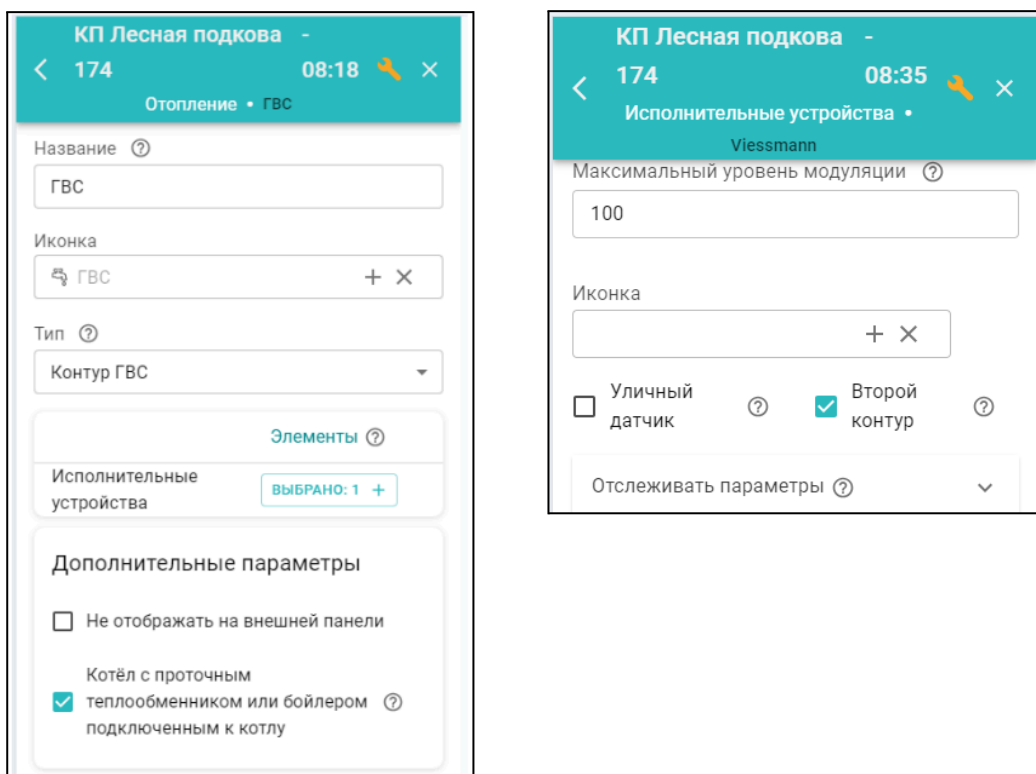 КП Лесная подкова -
174 08:18
Отопление • ГВС
Название
ГВС
Иконка
ГВС
Тип
Контур ГВС
Элементы
Исполнительные
устройства
ВЫБРАНО: 1 +
Дополнительные параметры
Не отображать на внешней панели
Котёл с проточным
теплообменником или бойлером
подключенным к котлу
КП Лесная подкова -
174 08:35
Исполнительные устройства •
Viessmann
Максимальный уровень модуляции
100
Иконка
Уличный
датчик
Второй
контур
Отслеживать параметры